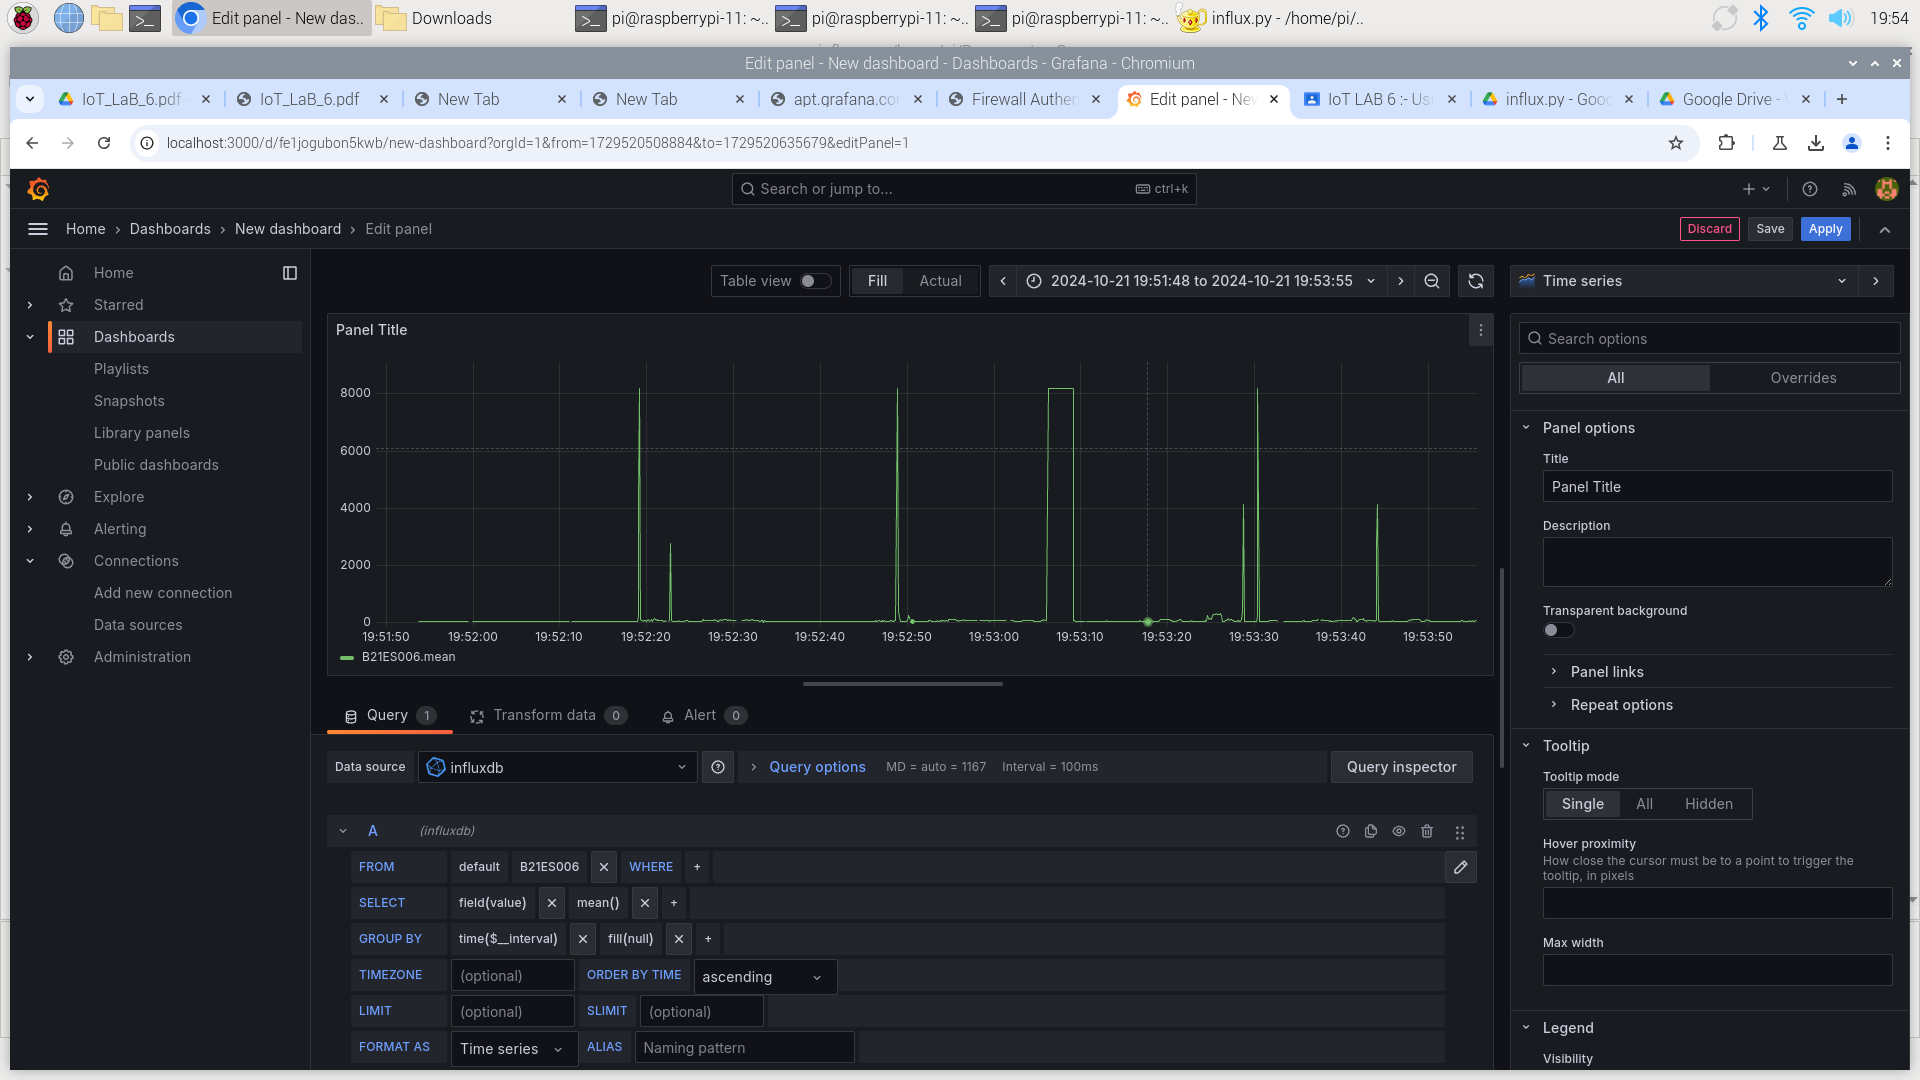 Edit panel - New das..
Downloads
pi@raspberrypi-11: ~..
pi@raspberrypi-11: ~..
pi@raspberrypi-11: ~..
influx.py - /home/pi/..
19:54
Edit panel - New dashboard - Dashboards - Grafana - Chromium
IoT_LaB_6.pdf -
IoT_LaB_6.pdf
New Tab
New Tab
apt.grafana.co
Firewall Authen
Edit panel - New
IoT LAB 6 :- Usi
influx.py - Goo
Google Drive -
localhost:3000/d/fe1jogubon5kwb/new-dashboard?orgId=1&from=1729520508884&to=1729520635679&editPanel=1
Search or jump to...
ctrl+k
Home › Dashboards › New dashboard › Edit panel
Discard
Save
Apply
Home
Starred
Dashboards
Playlists
Snapshots
Library panels
Public dashboards
Explore
Alerting
Connections
Add new connection
Data sources
Administration
Table view
Fill
Actual
2024-10-21 19:51:48 to 2024-10-21 19:53:55
Panel Title
8000
6000
4000
2000
0
19:51:50 19:52:00 19:52:10 19:52:20 19:52:30 19:52:40 19:52:50 19:53:00 19:53:10 19:53:20 19:53:30 19:53:40 19:53:50
B21ES006.mean
Query 1
Transform data 0
Alert 0
Data source
influxdb
Query options
MD = auto = 1167
Interval = 100ms
Query inspector
A (influxdb)
FROM default B21ES006 WHERE +
SELECT field(value) mean() +
GROUP BY time($__interval) fill(null) +
TIMEZONE (optional) ORDER BY TIME ascending
LIMIT (optional) SLIMIT (optional)
FORMAT AS Time series ALIAS Naming pattern
Time series
Search options
All
Overrides
Panel options
Title
Panel Title
Description
Transparent background
Panel links
Repeat options
Tooltip
Tooltip mode
Single
All
Hidden
Hover proximity
How close the cursor must be to a point to trigger the
tooltip, in pixels
Max width
Legend
Visibility